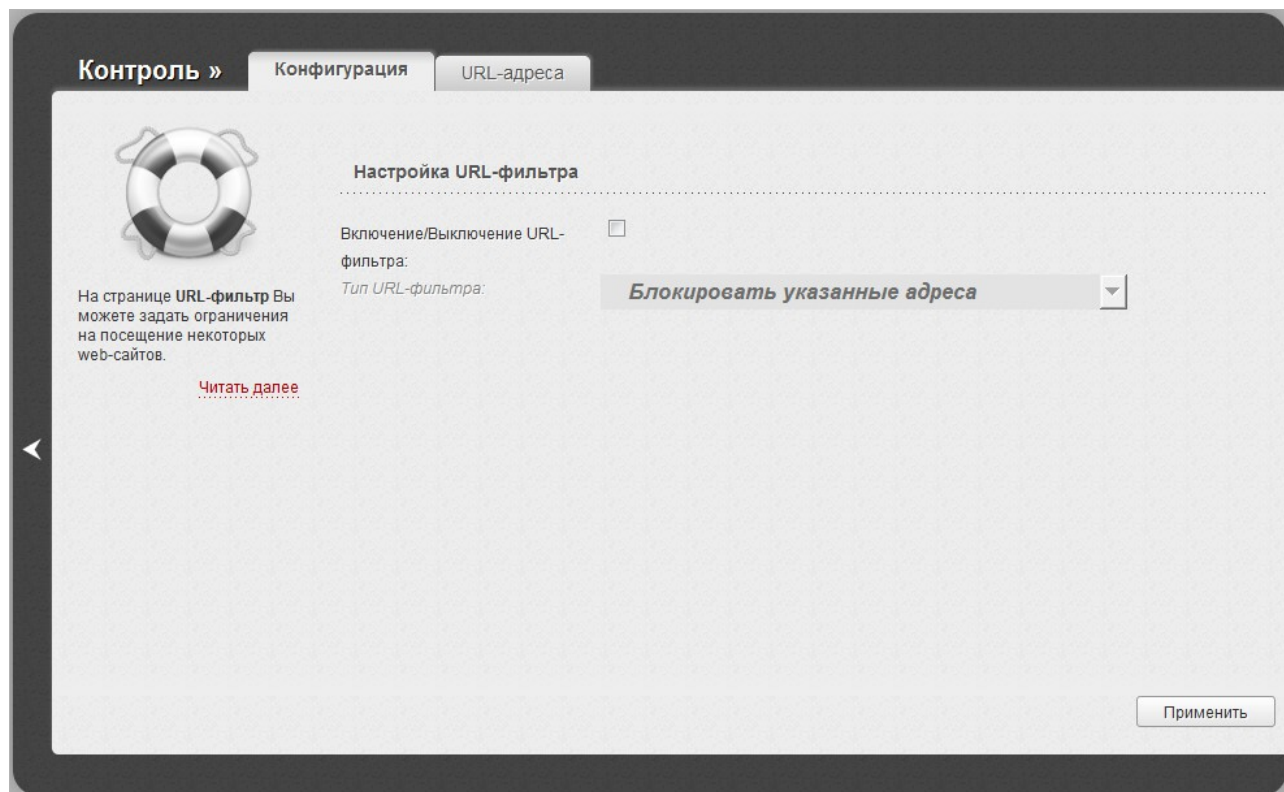 Контроль »
Конфигурация
URL-адреса
Настройка URL-фильтра
Включение/Выключение URL-
фильтра:
Тип URL-фильтра:
Блокировать указанные адреса
На странице URL-фильтр Вы
можете задать ограничения
на посещение некоторых
web-сайтов.
Читать далее
Применить